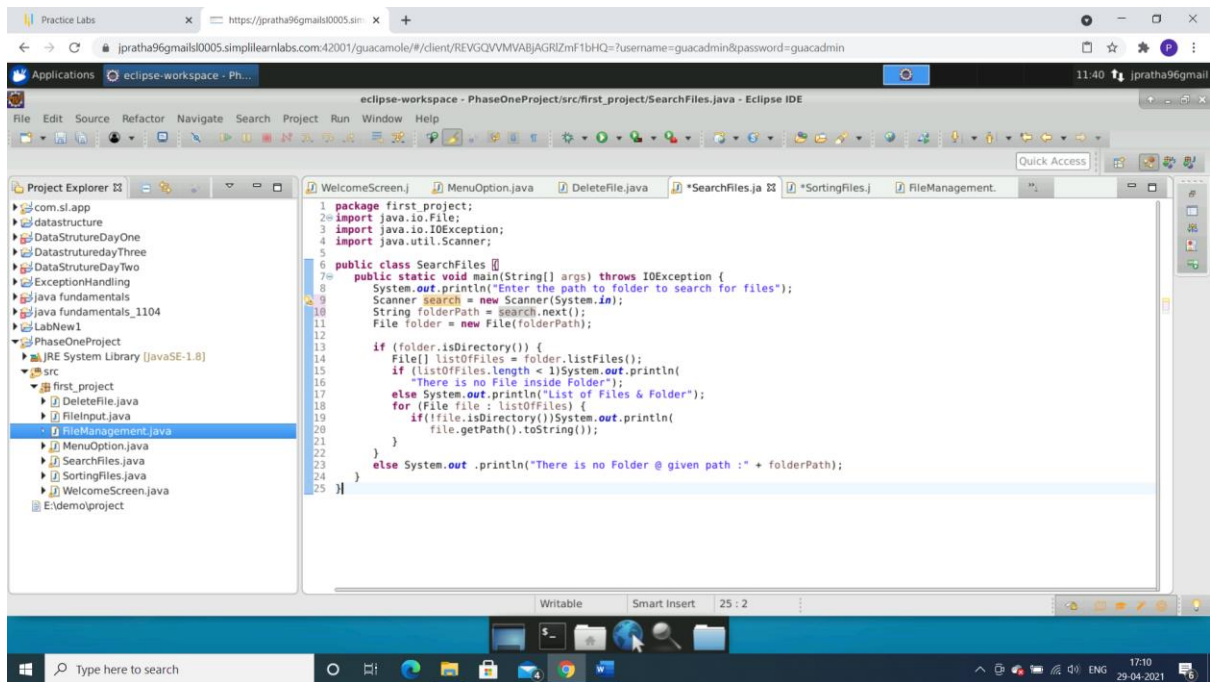 Practice Labs
https://jpratha96gmailsl0005.sim
jpratha96gmailsl0005.simplilearnlabs.com:42001/guacamole/#/client/REVGQVVMVABjAGRlZmF1bHQ=?username=guacadmin&password=guacadmin
P
Applications
eclipse-workspace - Ph...
11:40
jpratha96gmail
eclipse-workspace - PhaseOneProject/src/first_project/SearchFiles.java - Eclipse IDE
File Edit Source Refactor Navigate Search Project Run Window Help
Quick Access
Project Explorer
WelcomeScreen.j
MenuOption.java
DeleteFile.java
*SearchFiles.ja
*SortingFiles.j
FileManagement.
com.sl.app
datastructure
DataStrutureDayOne
DatastruturedayThree
DataStrutureDayTwo
ExceptionHandling
java fundamentals
java fundamentals_1104
LabNew1
PhaseOneProject
JRE System Library [JavaSE-1.8]
src
first_project
DeleteFile.java
FileInput.java
FileManagement.java
MenuOption.java
SearchFiles.java
SortingFiles.java
WelcomeScreen.java
E:\demo\project
1 package first_project;
2 import java.io.File;
3 import java.io.IOException;
4 import java.util.Scanner;
5
6 public class SearchFiles {
7 public static void main(String[] args) throws IOException {
8 System.out.println("Enter the path to folder to search for files");
9 Scanner search = new Scanner(System.in);
10 String folderPath = search.next();
11 File folder = new File(folderPath);
12
13 if (folder.isDirectory()) {
14 File[] listOfFiles = folder.listFiles();
15 if (listOfFiles.length < 1)System.out.println(
16 "There is no File inside Folder");
17 else System.out.println("List of Files & Folder");
18 for (File file : listOfFiles) {
19 if(!file.isDirectory())System.out.println(
20 file.getPath().toString());
21 }
22 }
23 else System.out .println("There is no Folder @ given path :" + folderPath);
24 }
25 }
Writable
Smart Insert
25 : 2
Type here to search
ENG
17:10
29-04-2021